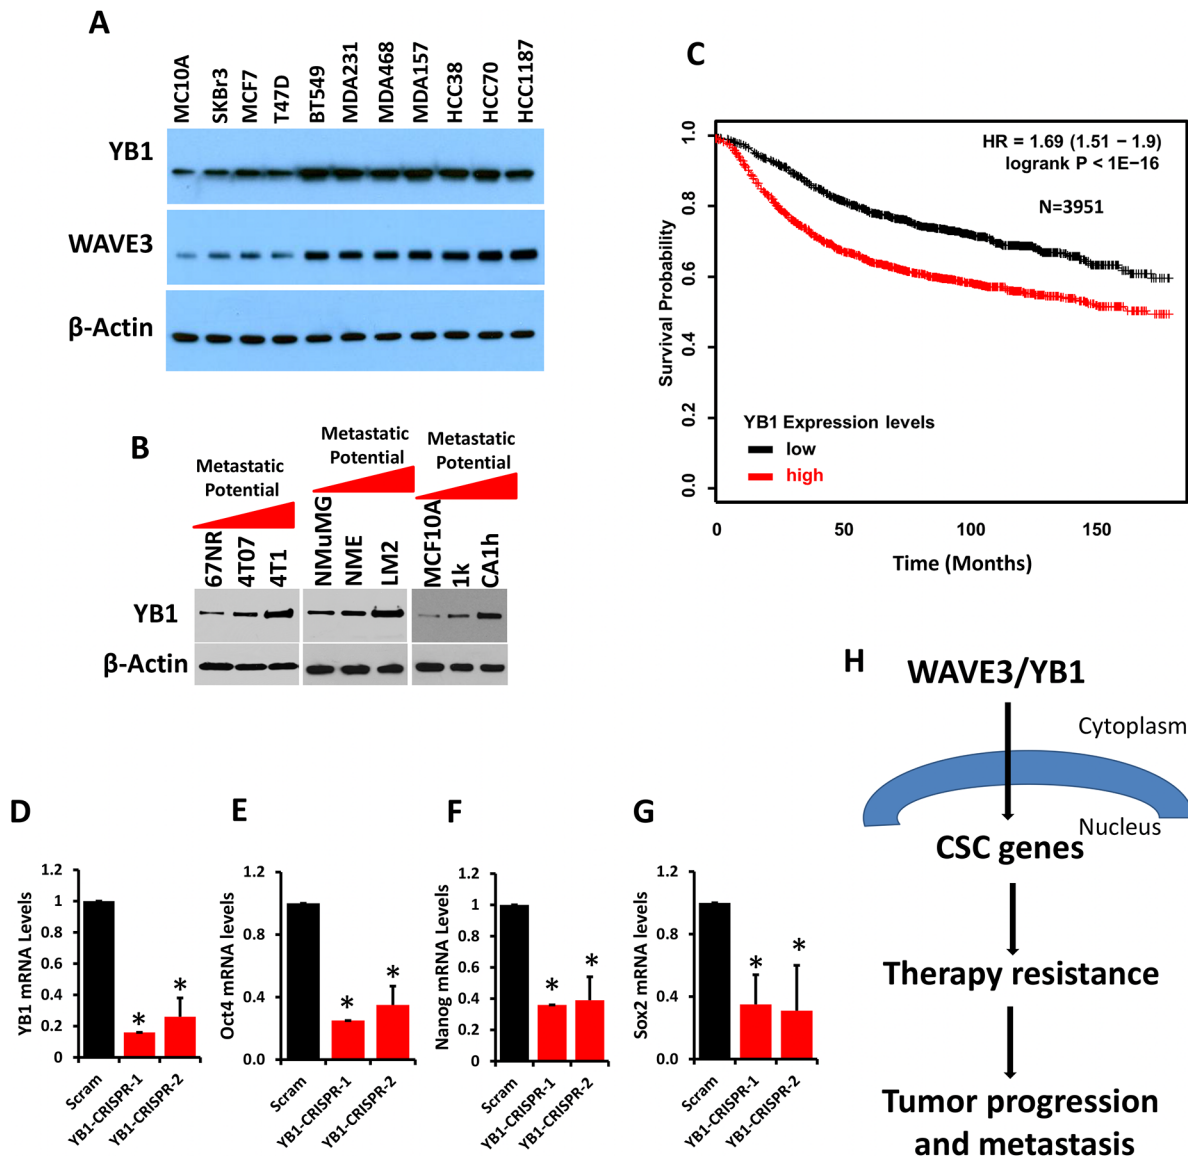 A
MC10A
SKBr3
MCF7
T47D
BT549
MDA231
MDA468
MDA157
HCC38
HCC70
HCC1187
YB1
WAVE3
β-Actin
B
Metastatic
Potential
Metastatic
Potential
Metastatic
Potential
67NR
4T07
4T1
NMuMG
NME
LM2
MCF10A
1k
CA1h
YB1
β-Actin
C
Survival Probability
1.0
0.8
0.6
0.4
0.2
0.0
HR = 1.69 (1.51 − 1.9)
logrank P < 1E−16
N=3951
YB1 Expression levels
low
high
0
50
100
150
Time (Months)
D
YB1 mRNA Levels
1.2
1
0.8
0.6
0.4
0.2
0
*
*
Scram
YB1-CRISPR-1
YB1-CRISPR-2
E
Oct4 mRNA levels
1.2
0.8
0.4
0.0
*
*
Scram
YB1-CRISPR-1
YB1-CRISPR-2
F
Nanog mRNA Levels
1.2
1
0.8
0.6
0.4
0.2
0
*
*
Scram
YB1-CRISPR-1
YB1-CRISPR-2
G
Sox2 mRNA levels
1.2
0.8
0.4
0.0
*
*
Scram
YB1-CRISPR-1
YB1-CRISPR-2
H
WAVE3/YB1
Cytoplasm
Nucleus
CSC genes
Therapy resistance
Tumor progression
and metastasis